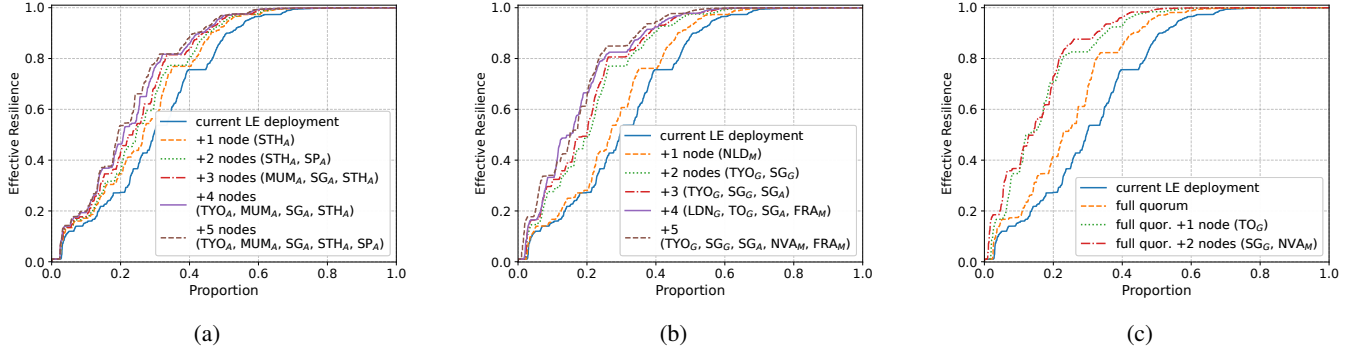 Effective Resilience
1.0
0.8
0.6
0.4
0.2
0.0
current LE deployment
+1 node (STH_A)
+2 nodes (STH_A, SP_A)
+3 nodes (MUM_A, SG_A, STH_A)
+4 nodes
(TYO_A, MUM_A, SG_A, STH_A)
+5 nodes
(TYO_A, MUM_A, SG_A, STH_A, SP_A)
0.0 0.2 0.4 0.6 0.8 1.0
Proportion
(a)
Effective Resilience
1.0
0.8
0.6
0.4
0.2
0.0
current LE deployment
+1 node (NLD_M)
+2 nodes (TYO_G, SG_G)
+3 (TYO_G, SG_G, SG_A)
+4 (LDN_G, TO_G, SG_A, FRA_M)
+5
(TYO_G, SG_G, SG_A, NVA_M, FRA_M)
0.0 0.2 0.4 0.6 0.8 1.0
Proportion
(b)
Effective Resilience
1.0
0.8
0.6
0.4
0.2
0.0
current LE deployment
full quorum
full quor. +1 node (TO_G)
full quor. +2 nodes (SG_G, NVA_M)
0.0 0.2 0.4 0.6 0.8 1.0
Proportion
(c)